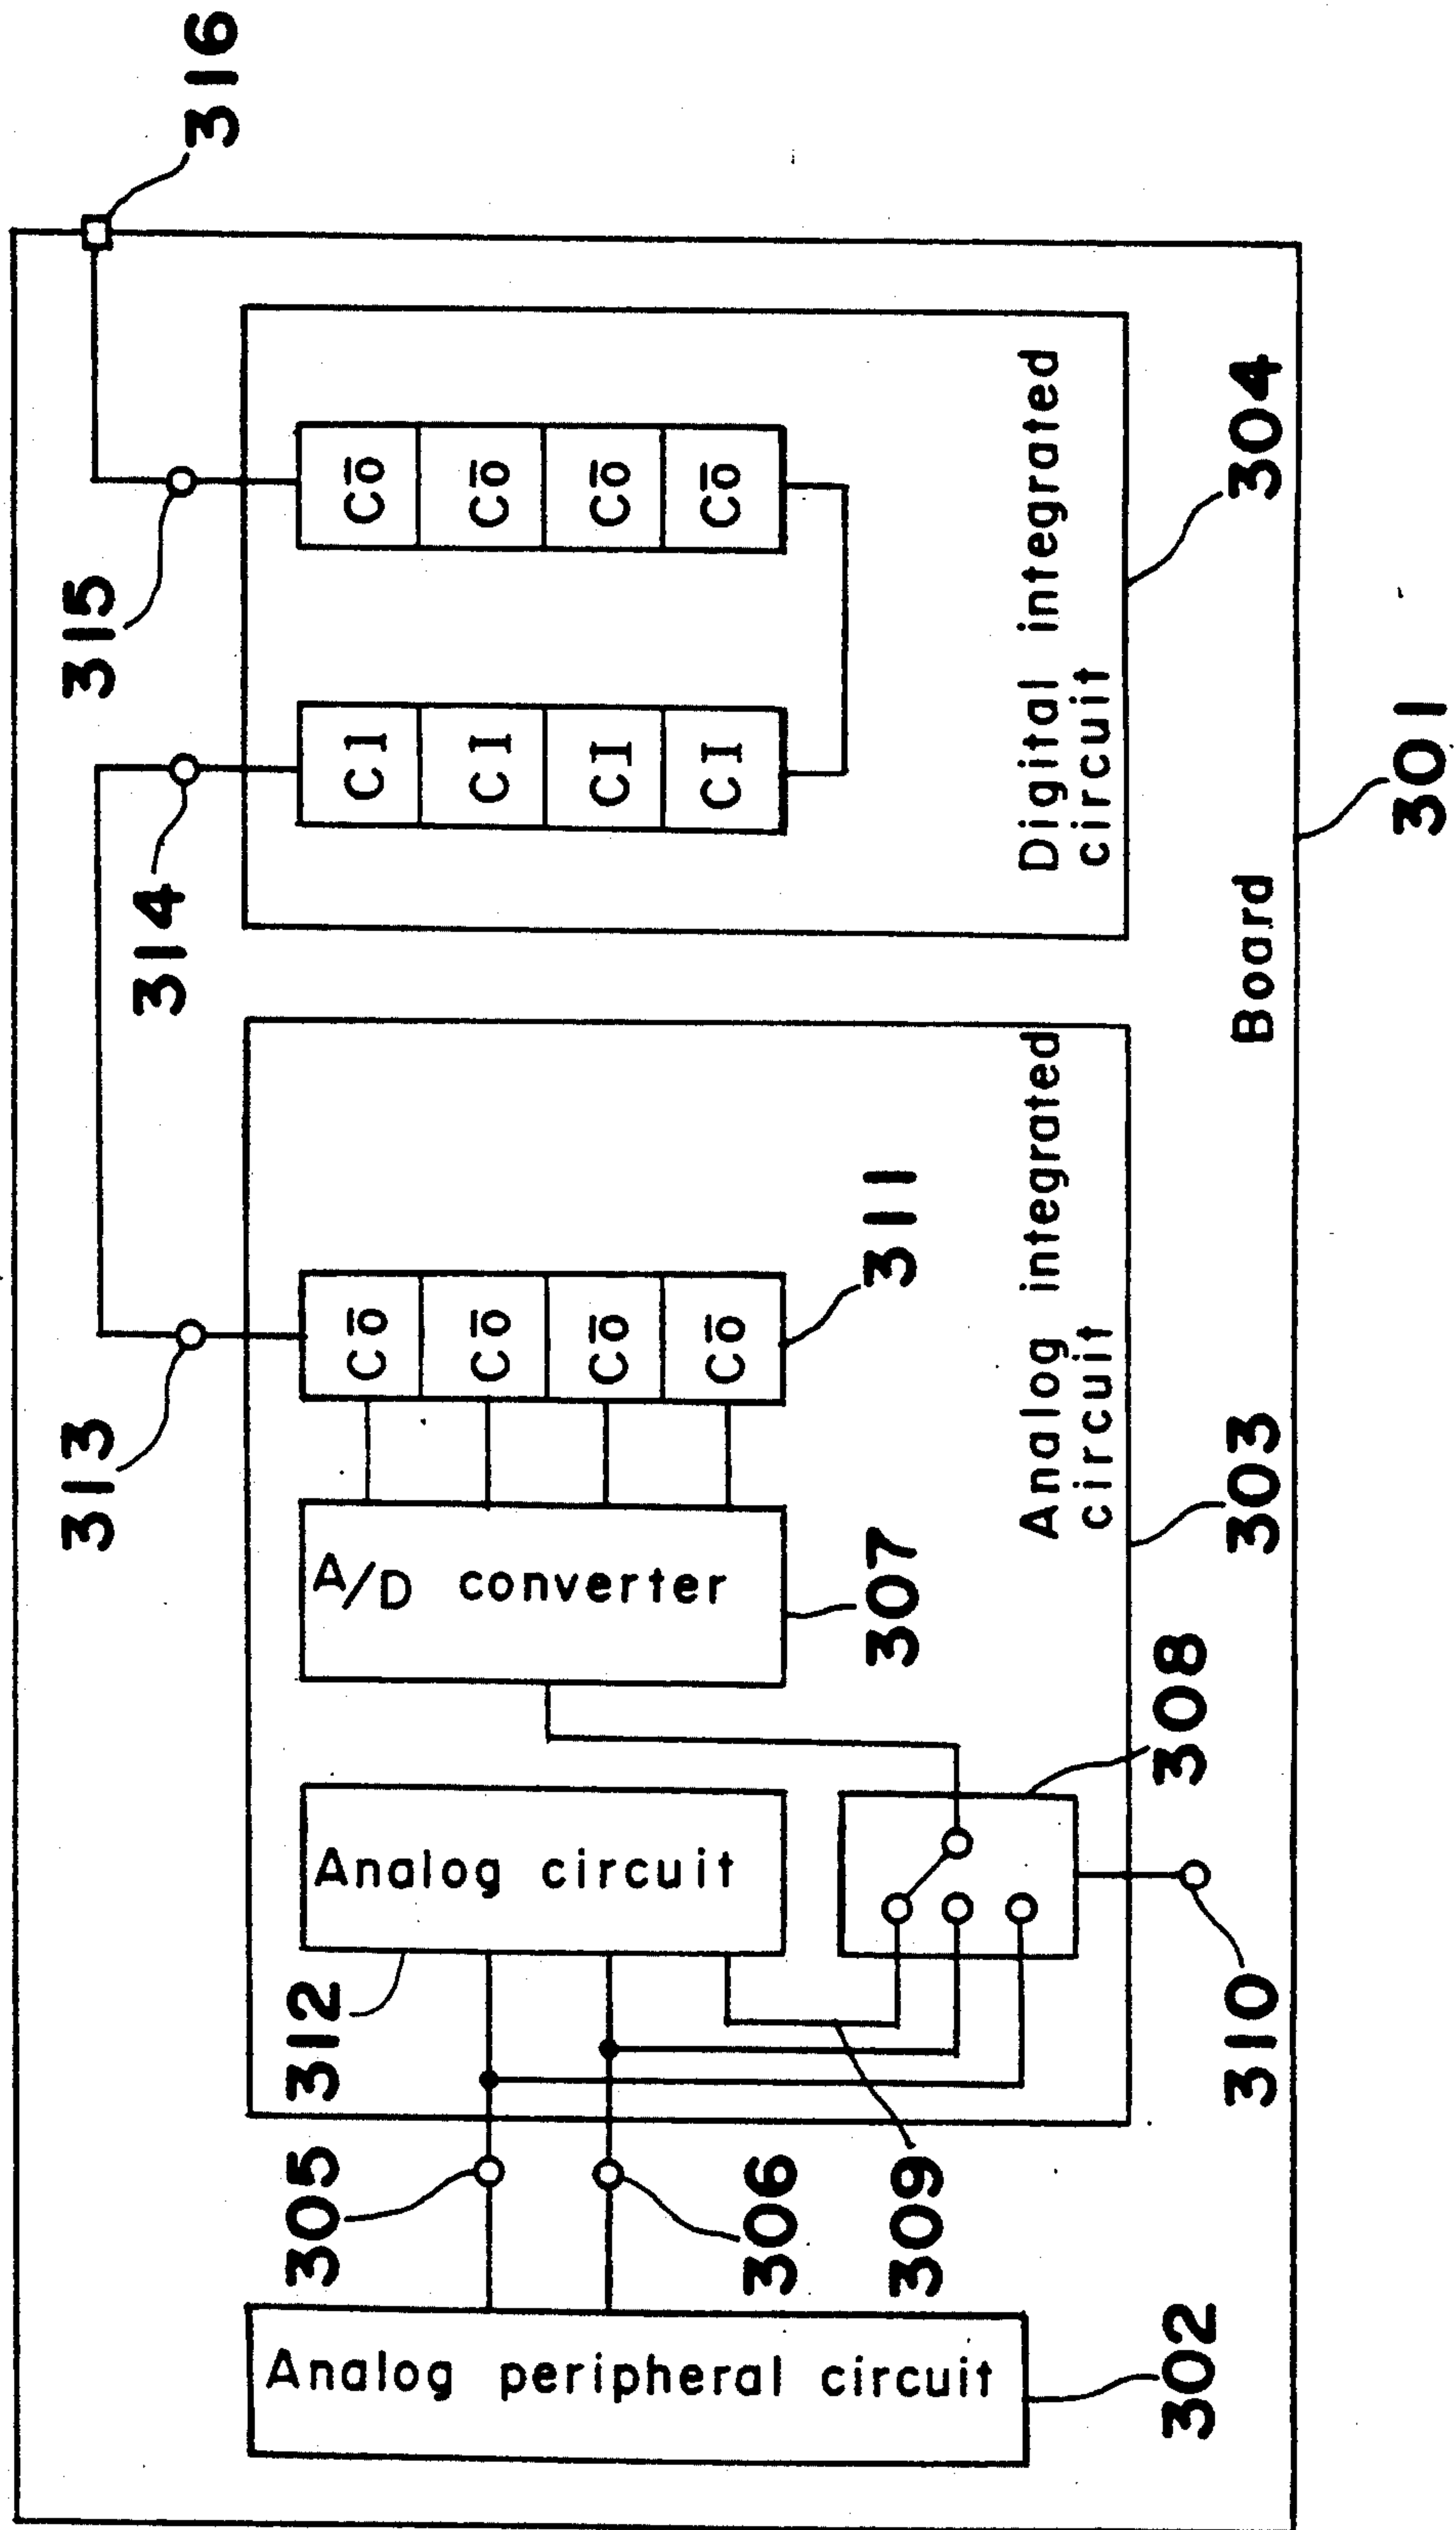 313
315
314
316
305
312
Analog peripheral circuit
Analog circuit
A/D converter
CŌ
CŌ
CŌ
CŌ
CI
CI
CI
CI
CŌ
CŌ
CŌ
CŌ
306
309
307
311
Analog integrated
circuit
Digital integrated
circuit
302
308
310
303
304
Board
301